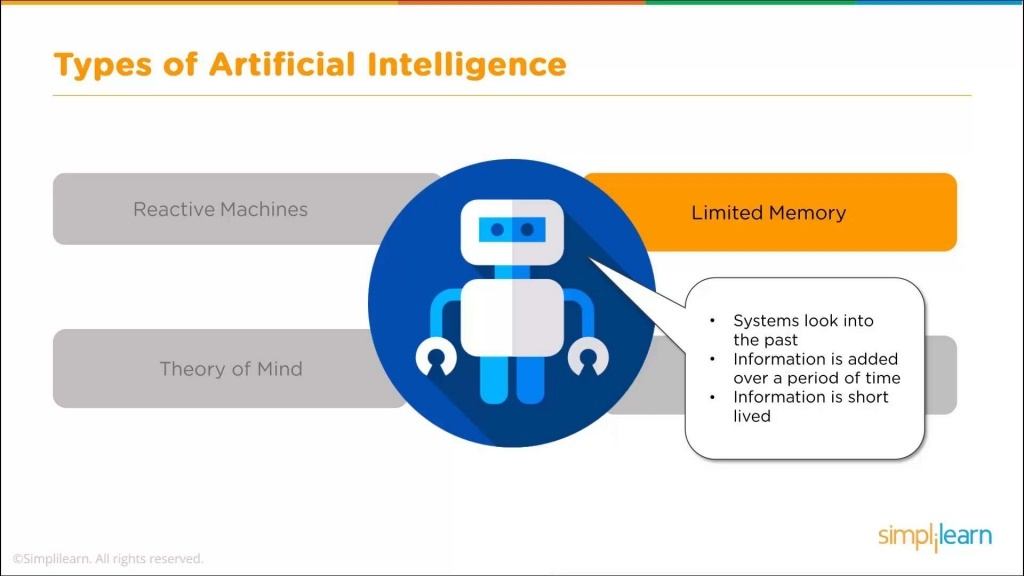 Types of Artificial Intelligence
Reactive Machines
Limited Memory
Theory of Mind
• Systems look into
the past
• Information is added
over a period of time
• Information is short
lived
simplilearn
©Simplilearn. All rights reserved.